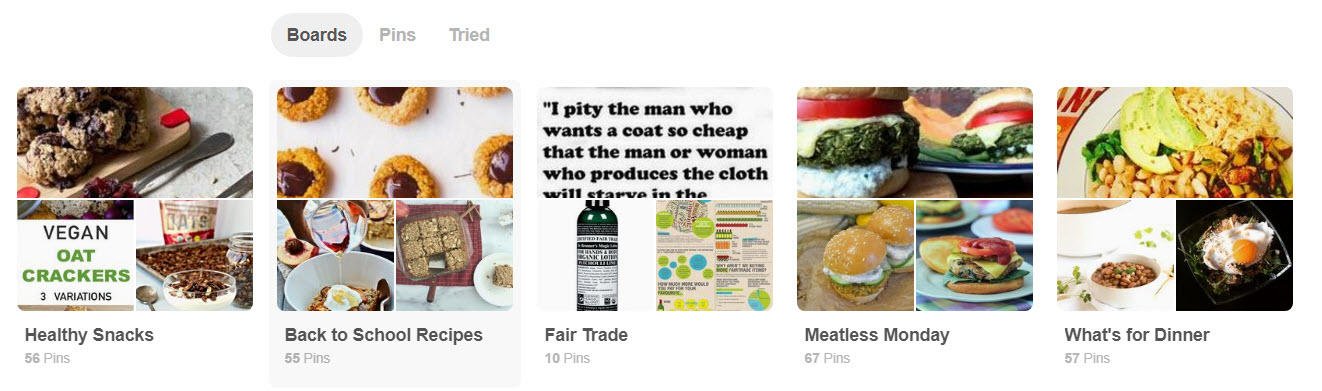 Boards Pins Tried
"I pity the man who
wants a coat so cheap
that the man or woman
who produces the cloth
will starve in the
VEGAN
OAT
CRACKERS
3 VARIATIONS
OATS
Healthy Snacks
56 Pins
Back to School Recipes
55 Pins
Fair Trade
10 Pins
Meatless Monday
67 Pins
What's for Dinner
57 Pins